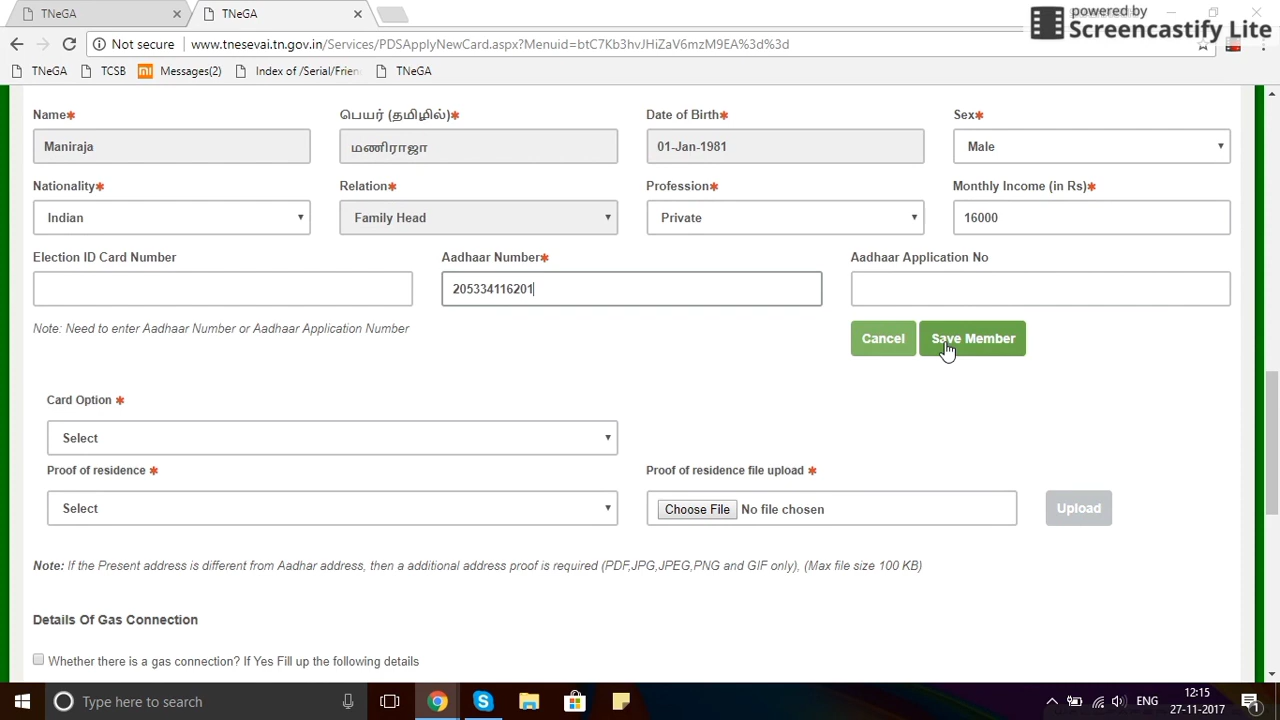 TNeGA TNeGA
powered by
Screencastify Lite
Not secure www.tnesevai.tn.gov.in/Services/PDSApplyNewCard.aspx?Menuid=btC7Kb3hvJHiZaV6mzM9EA%3d%3d
TNeGA TCSB Messages(2) Index of /Serial/Frien TNeGA
Name* பெயர் (தமிழில்)* Date of Birth* Sex*
Maniraja மணிராஜா 01-Jan-1981 Male
Nationality* Relation* Profession* Monthly Income (in Rs)*
Indian Family Head Private 16000
Election ID Card Number Aadhaar Number* Aadhaar Application No
205334116201
Note: Need to enter Aadhaar Number or Aadhaar Application Number
Cancel Save Member
Card Option *
Select
Proof of residence * Proof of residence file upload *
Select Choose File No file chosen Upload
Note: If the Present address is different from Aadhar address, then a additional address proof is required (PDF,JPG,JPEG,PNG and GIF only), (Max file size 100 KB)
Details Of Gas Connection
Whether there is a gas connection? If Yes Fill up the following details
Type here to search ENG 12:15
27-11-2017 1